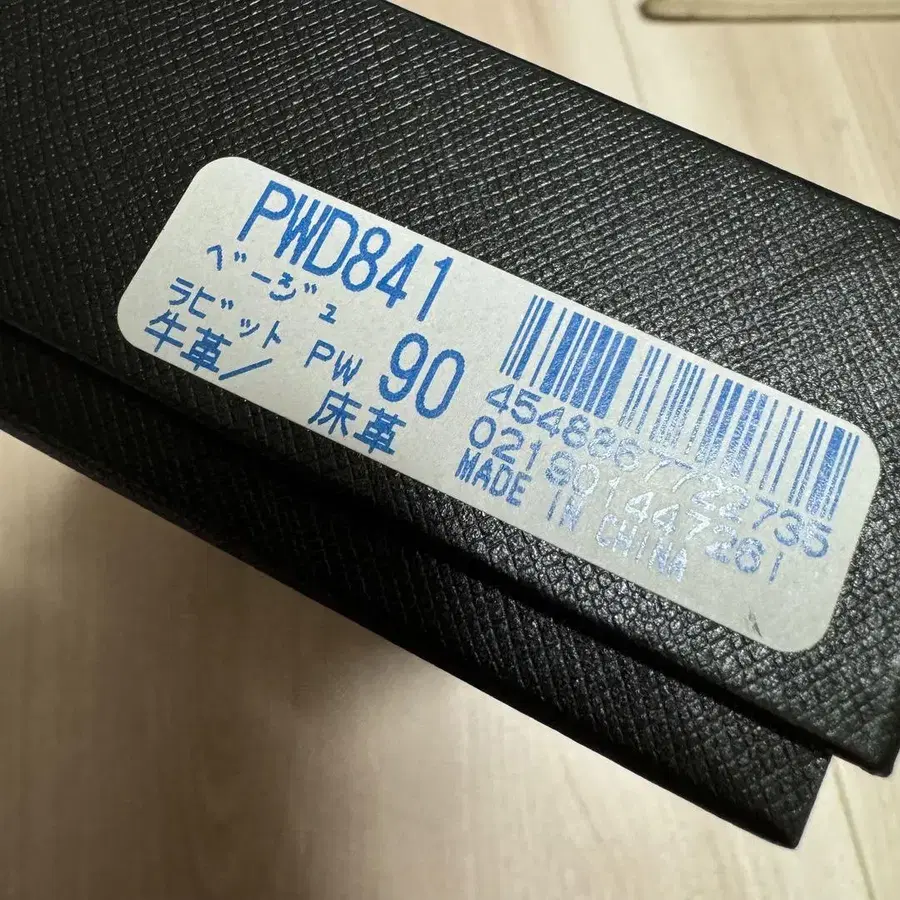 PWD841
ベージュ
ラビット PW 90
牛革／床革
4548867722735
MADE IN CHINA